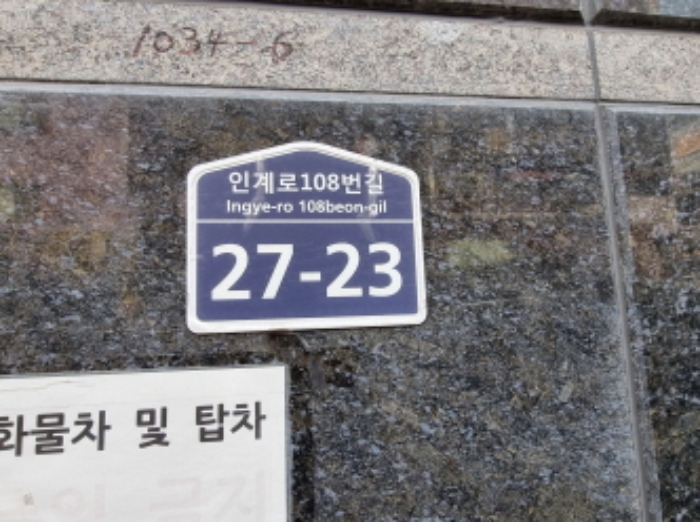 1034-6
인계로108번길
Ingye-ro 108beon-gil
27-23
화물차 및 탑차